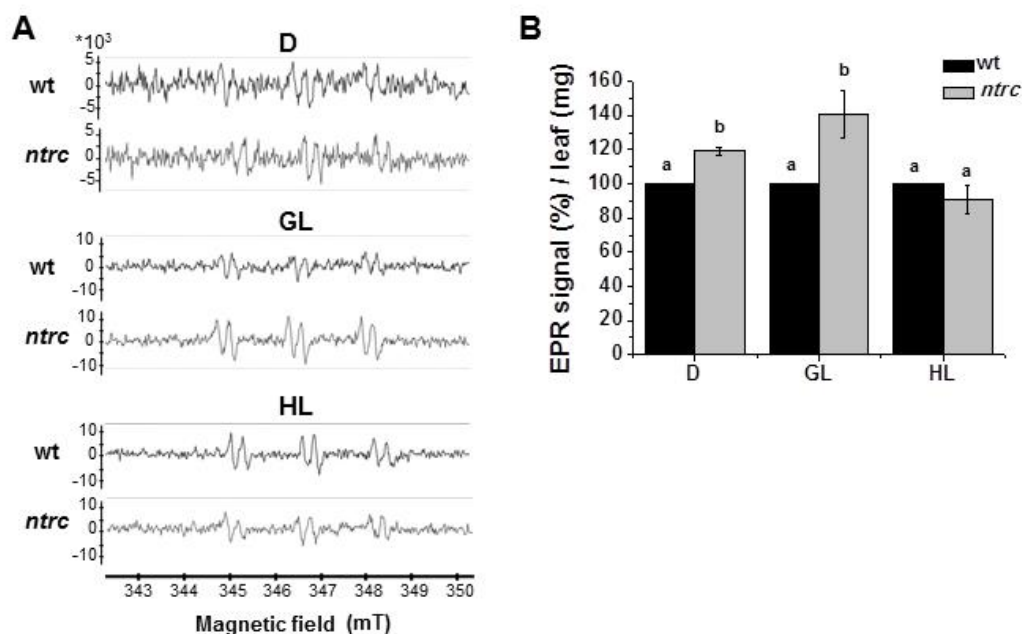 A
*10³
D
wt
5
0
-5
ntrc
5
0
-5
GL
wt
10
0
-10
ntrc
10
0
-10
HL
wt
10
0
-10
ntrc
10
0
-10
343 344 345 346 347 348 350
Magnetic field (mT)
B
wt
ntrc
EPR signal (%) / leaf (mg)
160
140
120
100
80
60
40
20
0
a b a b a a
D GL HL